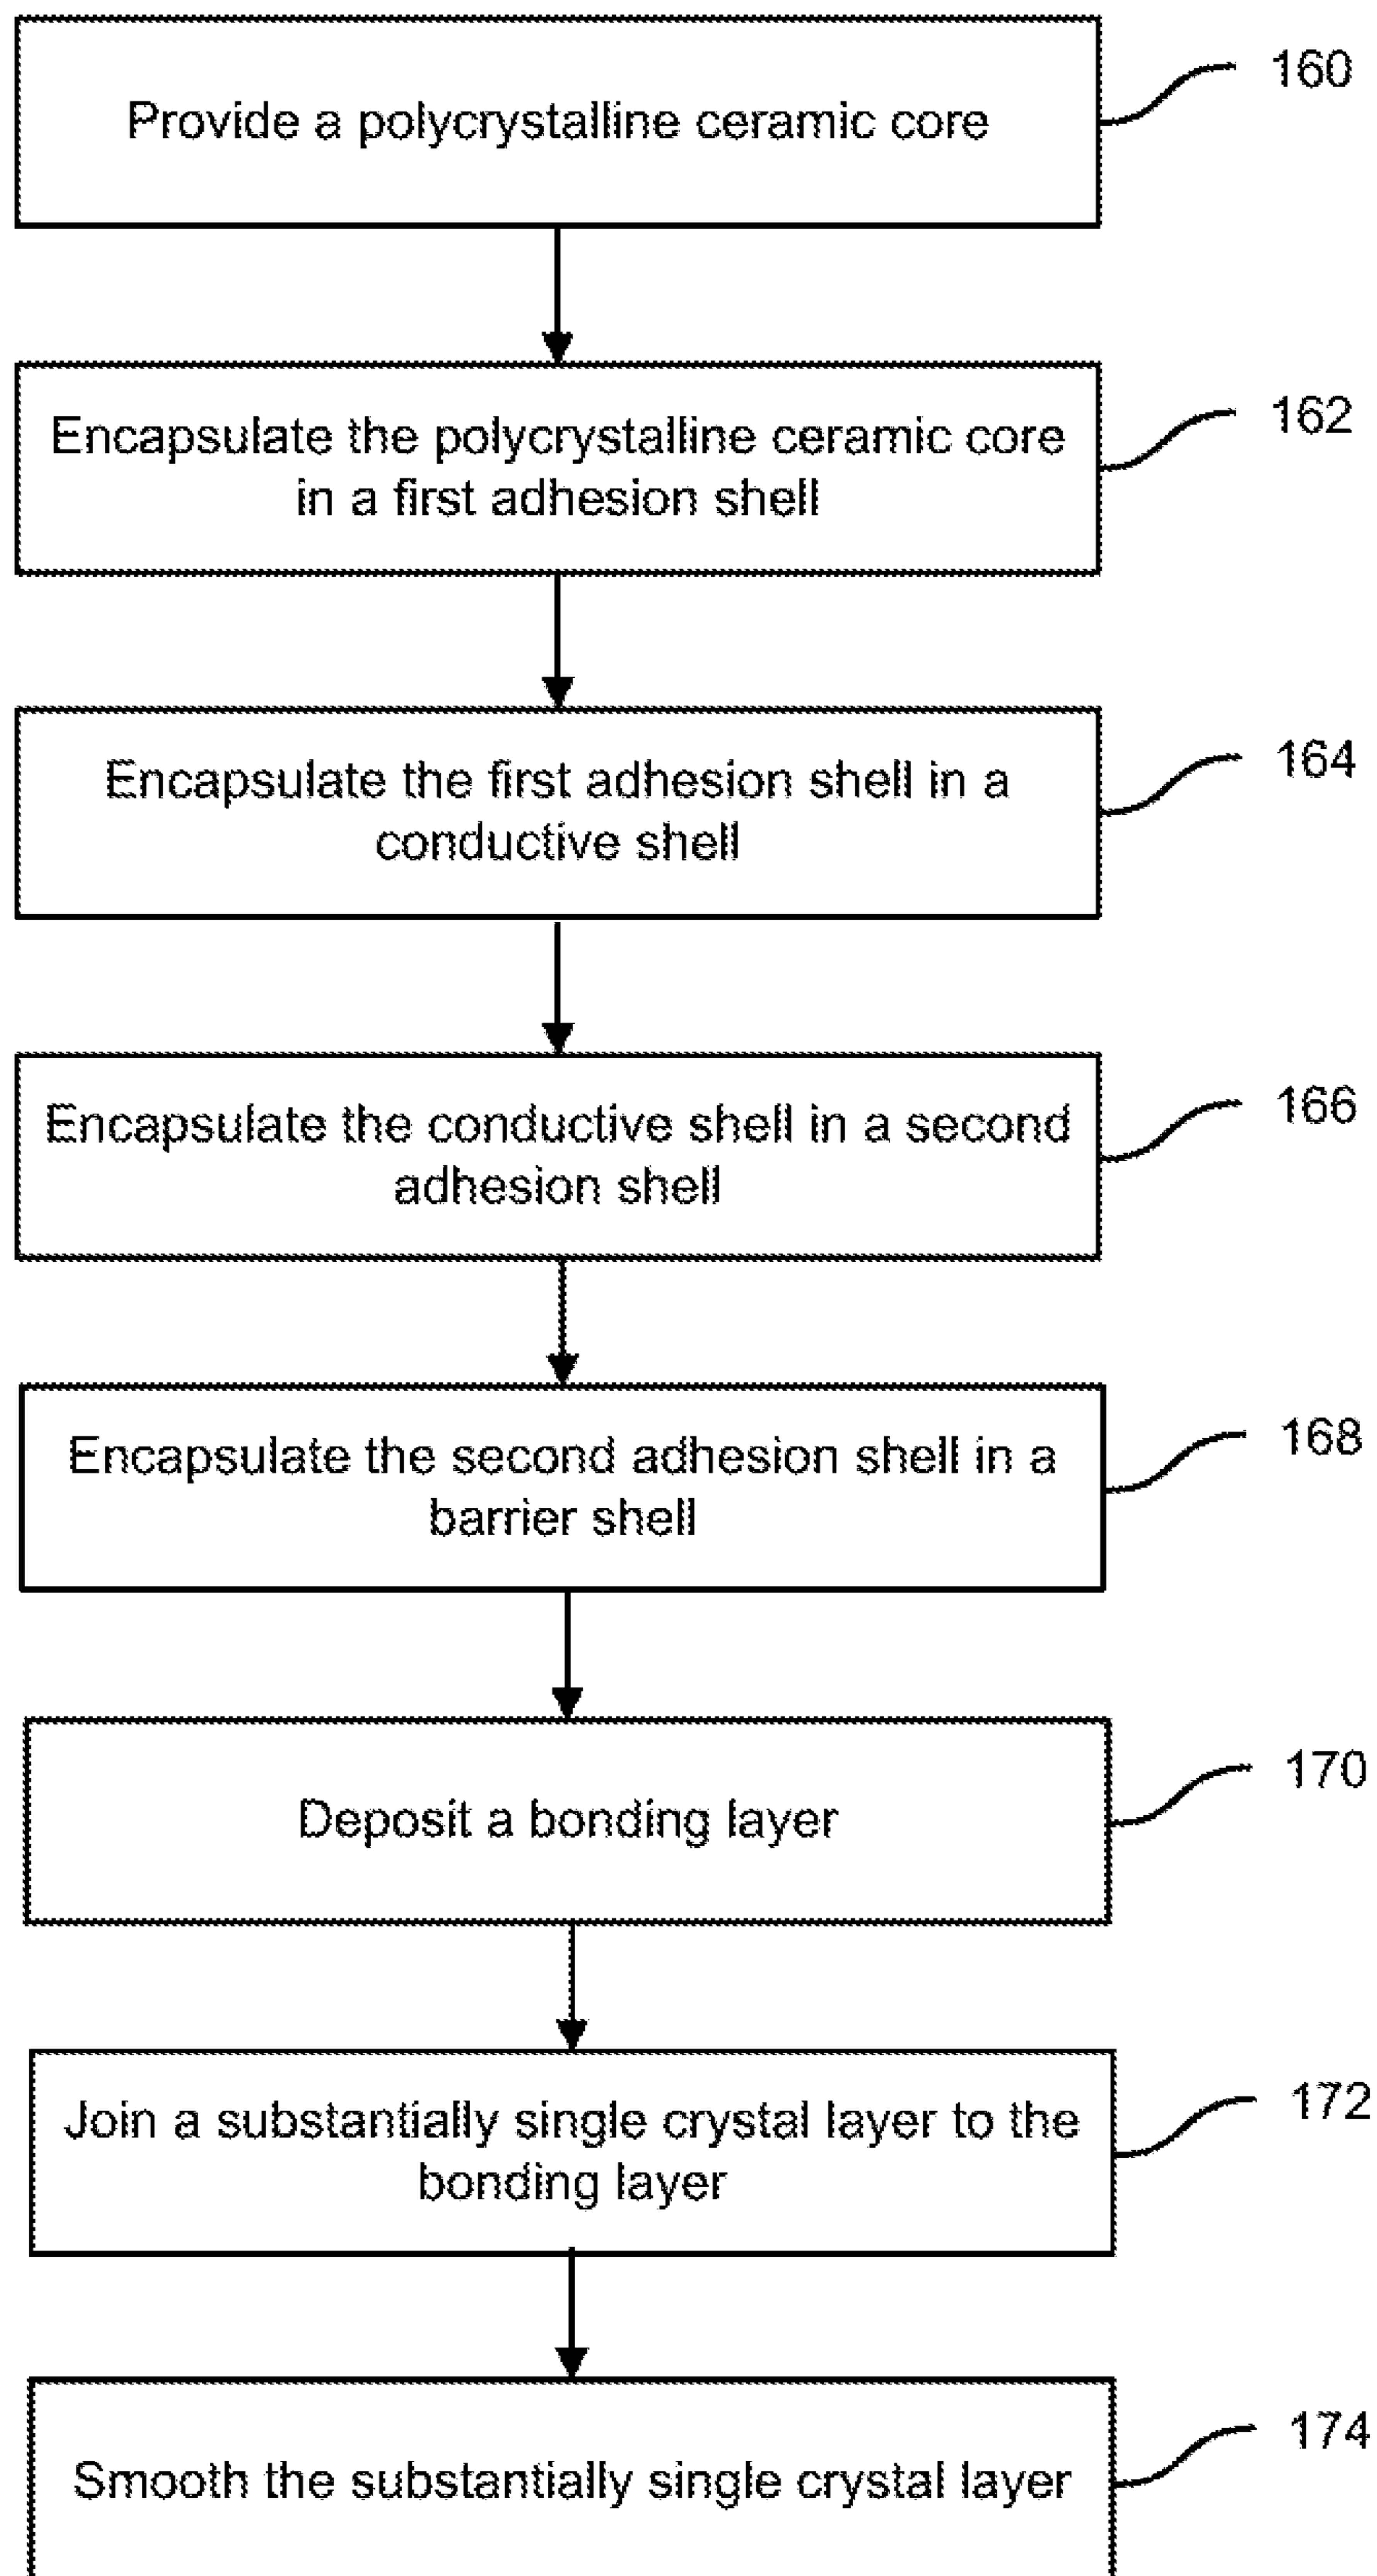 Provide a polycrystalline ceramic core
160
Encapsulate the polycrystalline ceramic core
in a first adhesion shell
162
Encapsulate the first adhesion shell in a
conductive shell
164
Encapsulate the conductive shell in a second
adhesion shell
166
Encapsulate the second adhesion shell in a
barrier shell
168
Deposit a bonding layer
170
Join a substantially single crystal layer to the
bonding layer
172
Smooth the substantially single crystal layer
174